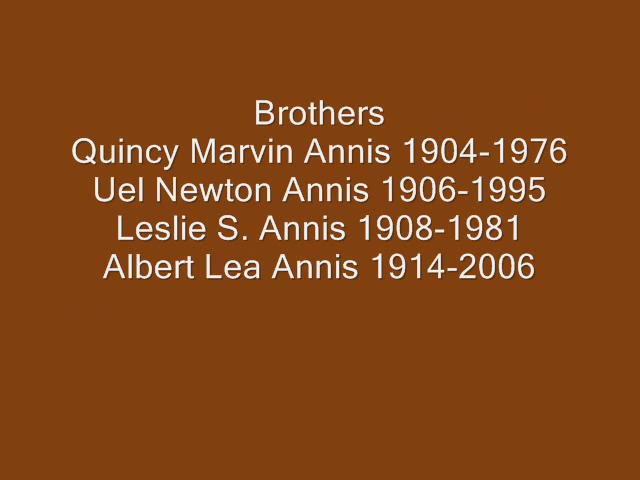 Brothers
Quincy Marvin Annis 1904-1976
Uel Newton Annis 1906-1995
Leslie S. Annis 1908-1981
Albert Lea Annis 1914-2006